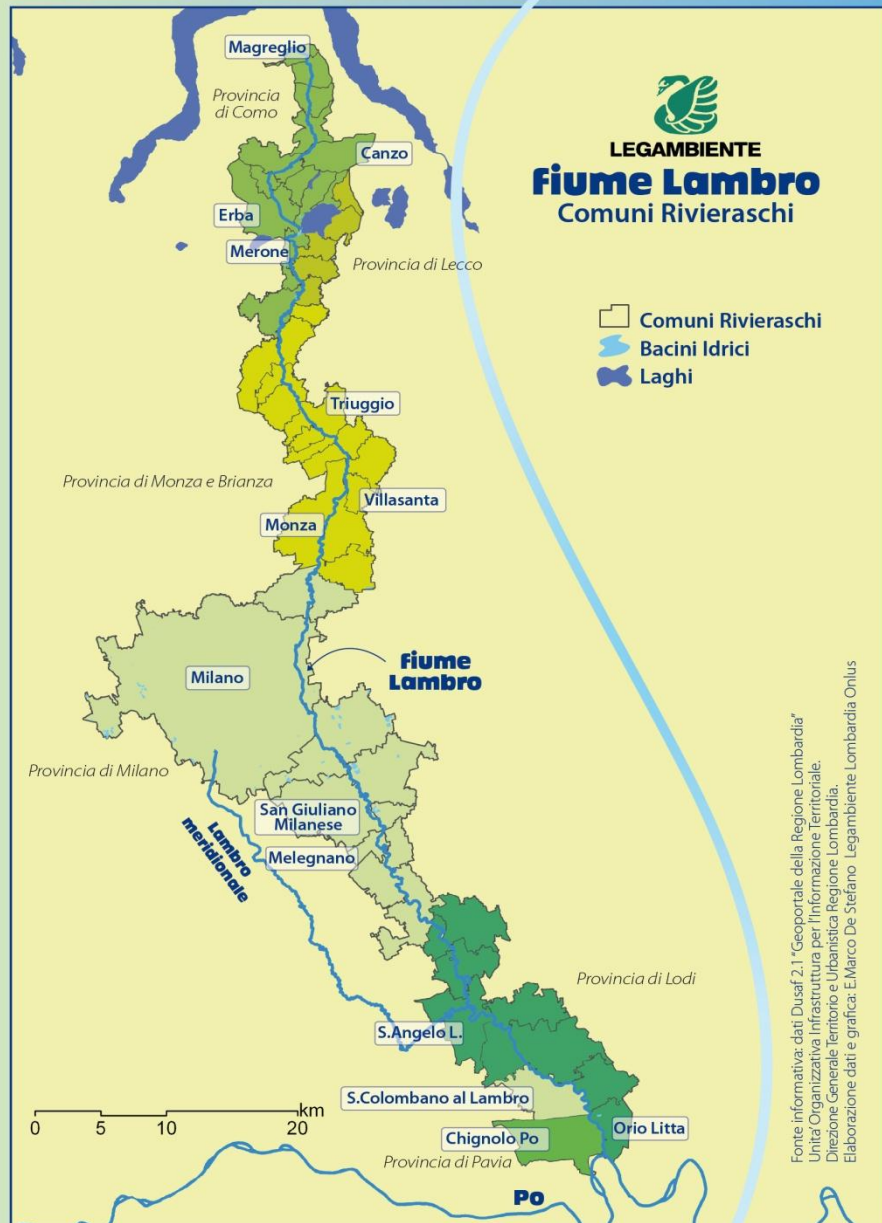 Magreglio
Provincia
di Como
Canzo
Erba
Merone
Provincia di Lecco
LEGAMBIENTE
Fiume Lambro
Comuni Rivieraschi
Comuni Rivieraschi
Bacini Idrici
Laghi
Triuggio
Provincia di Monza e Brianza
Villasanta
Monza
Milano
Fiume
Lambro
Provincia di Milano
San Giuliano
Milanese
Lambro
meridionale
Melegnano
Provincia di Lodi
S.Angelo L.
S.Colombano al Lambro
km
0 5 10 20
Chignolo Po
Orio Litta
Provincia di Pavia
Po
Fonte informativa: dati Dusaf 2.1 "Geoportale della Regione Lombardia"
Unita' Organizzativa Infrastruttura per l'Informazione Territoriale.
Direzione Generale Territorio e Urbanistica Regione Lombardia.
Elaborazione dati e grafica: E.Marco De Stefano Legambiente Lombardia Onlus